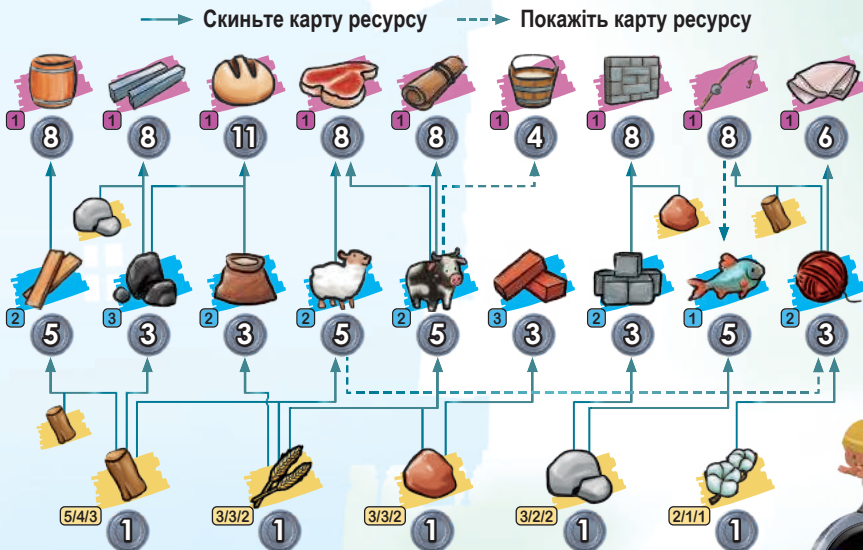 Скиньте карту ресурсу Покажіть карту ресурсу
1 1 1 1 1 1 1 1 1
8 8 11 8 8 4 8 8 6
2 3 2 2 2 3 2 1 2
5 3 3 5 5 3 3 5 3
5/4/3 3/3/2 3/3/2 3/2/2 2/1/1
1 1 1 1 1